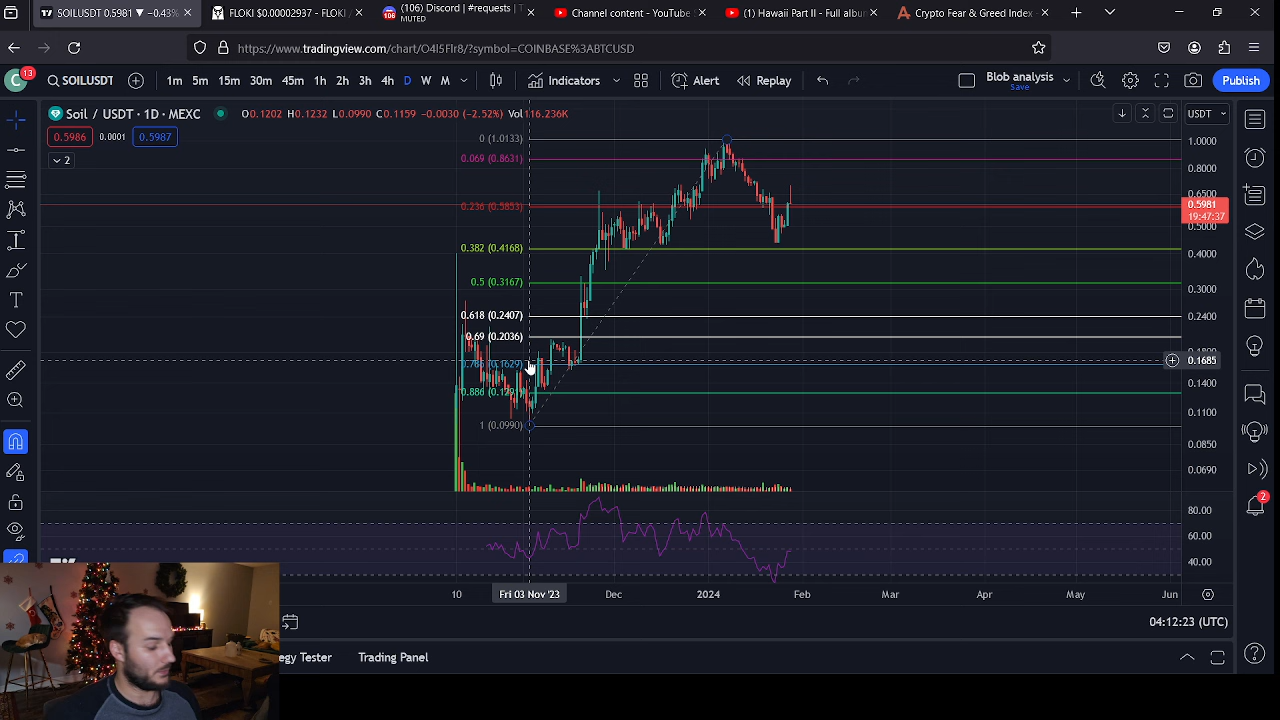 SOILUSDT 0.5981 ▼ −0.43%
FLOKI $0.00002937 - FLOKI /
106
(106) Discord | #requests | T
MUTED
Channel content - YouTube S
(1) Hawaii Part II - Full album
Crypto Fear & Greed Index -
https://www.tradingview.com/chart/O4I5FIr8/?symbol=COINBASE%3ABTCUSD
C
13
SOILUSDT
1m 5m 15m 30m 45m 1h 2h 3h 4h D W M
Indicators
Alert
Replay
Blob analysis
Save
Publish
Soil / USDT · 1D · MEXC
O0.1202 H0.1232 L0.0990 C0.1159 −0.0030 (−2.52%) Vol116.236K
USDT
0.5986 0.0001 0.5987
2
0 (1.0133)
0.069 (0.8631)
0.236 (0.5853)
0.382 (0.4168)
0.5 (0.3167)
0.618 (0.2407)
0.69 (0.2036)
1 (0.0990)
1.0000
0.8000
0.6500
0.5981
19:47:37
0.5000
0.4000
0.3000
0.2400
0.1685
0.1400
0.1100
0.0850
0.0690
80.00
60.00
40.00
10
Fri 03 Nov '23
Dec
2024
Feb
Mar
Apr
May
Jun
2
04:12:23 (UTC)
Tester
Trading Panel